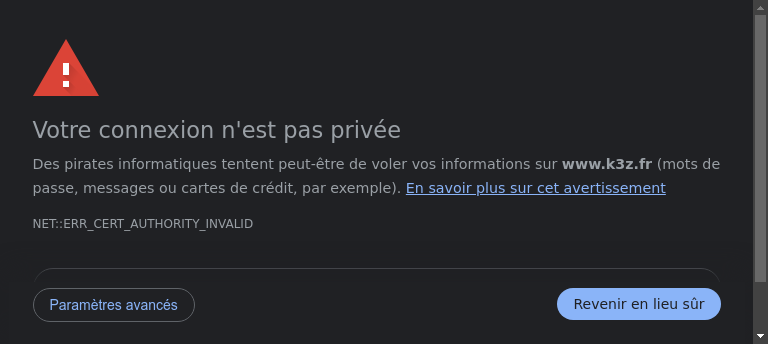 Votre connexion n'est pas privée
Des pirates informatiques tentent peut-être de voler vos informations sur www.k3z.fr (mots de
passe, messages ou cartes de crédit, par exemple). En savoir plus sur cet avertissement
NET::ERR_CERT_AUTHORITY_INVALID
Paramètres avancés
Revenir en lieu sûr